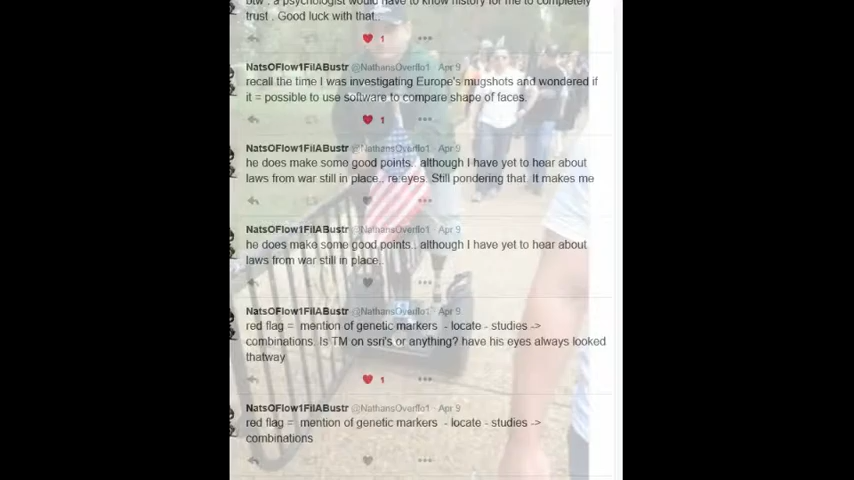 btw , a psychologist would have to know history for me to completely
trust . Good luck with that..
1
NatsOFlow1FilABustr @NathansOverflo1 · Apr 9
recall the time I was investigating Europe's mugshots and wondered if
it = possible to use software to compare shape of faces.
1
NatsOFlow1FilABustr @NathansOverflo1 · Apr 9
he does make some good points.. although I have yet to hear about
laws from war still in place.. re:eyes. Still pondering that. It makes me
NatsOFlow1FilABustr @NathansOverflo1 · Apr 9
he does make some good points.. although I have yet to hear about
laws from war still in place..
NatsOFlow1FilABustr @NathansOverflo1 · Apr 9
red flag = mention of genetic markers - locate - studies ->
combinations. Is TM on ssri's or anything? have his eyes always looked
thatway
1
NatsOFlow1FilABustr @NathansOverflo1 · Apr 9
red flag = mention of genetic markers - locate - studies ->
combinations